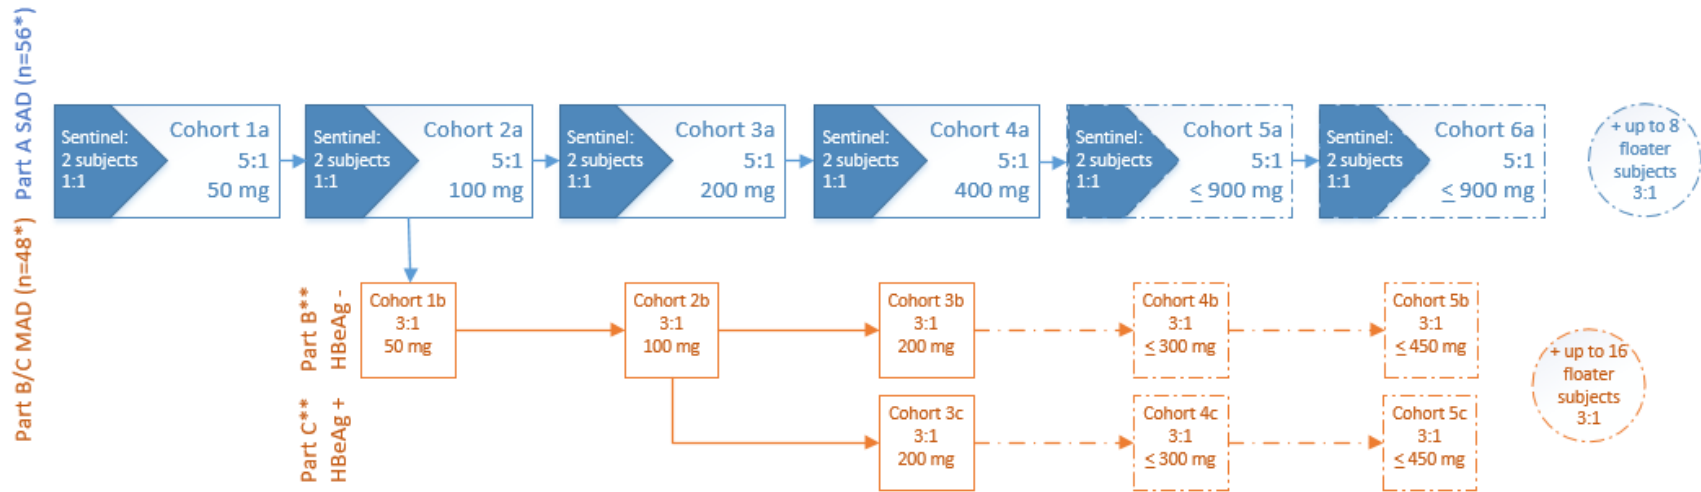 Part A SAD (n=56*)
Sentinel:
2 subjects
1:1
Cohort 1a
5:1
50 mg
Sentinel:
2 subjects
1:1
Cohort 2a
5:1
100 mg
Sentinel:
2 subjects
1:1
Cohort 3a
5:1
200 mg
Sentinel:
2 subjects
1:1
Cohort 4a
5:1
400 mg
Sentinel:
2 subjects
1:1
Cohort 5a
5:1
≤ 900 mg
Sentinel:
2 subjects
1:1
Cohort 6a
5:1
≤ 900 mg
+ up to 8
floater
subjects
3:1
Part B/C MAD (n=48*)
Part B**
HBeAg -
Cohort 1b
3:1
50 mg
Cohort 2b
3:1
100 mg
Cohort 3b
3:1
200 mg
Cohort 4b
3:1
≤ 300 mg
Cohort 5b
3:1
≤ 450 mg
Part C**
HBeAg +
Cohort 3c
3:1
200 mg
Cohort 4c
3:1
≤ 300 mg
Cohort 5c
3:1
≤ 450 mg
+ up to 16
floater
subjects
3:1